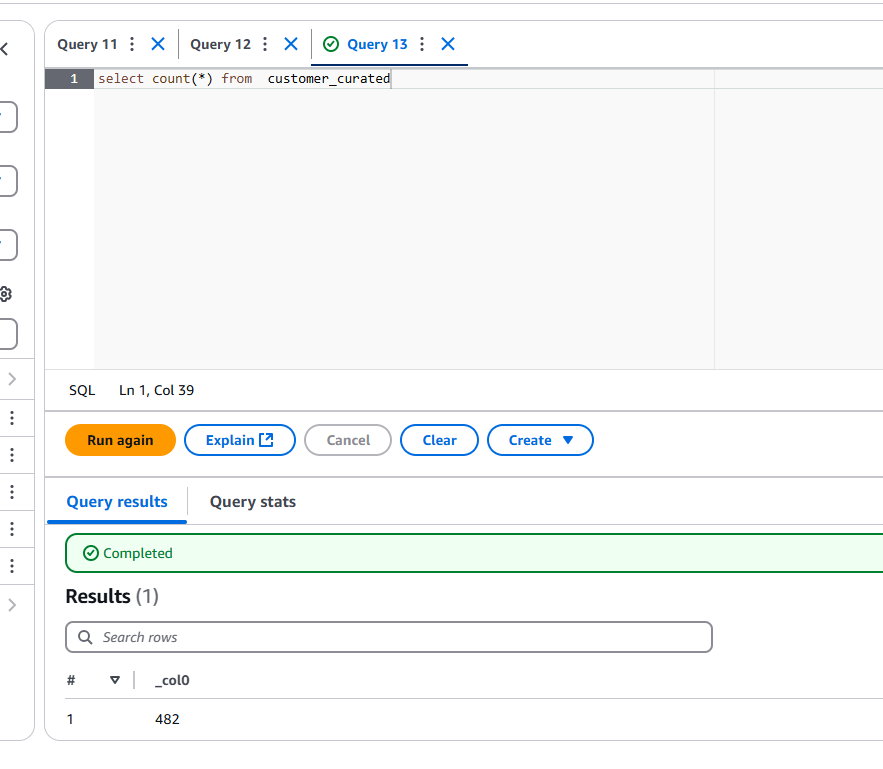 Query 11 Query 12 Query 13
1 select count(*) from  customer_curated
SQL Ln 1, Col 39
Run again Explain Cancel Clear Create
Query results Query stats
Completed
Results (1)
Search rows
# _col0
1 482